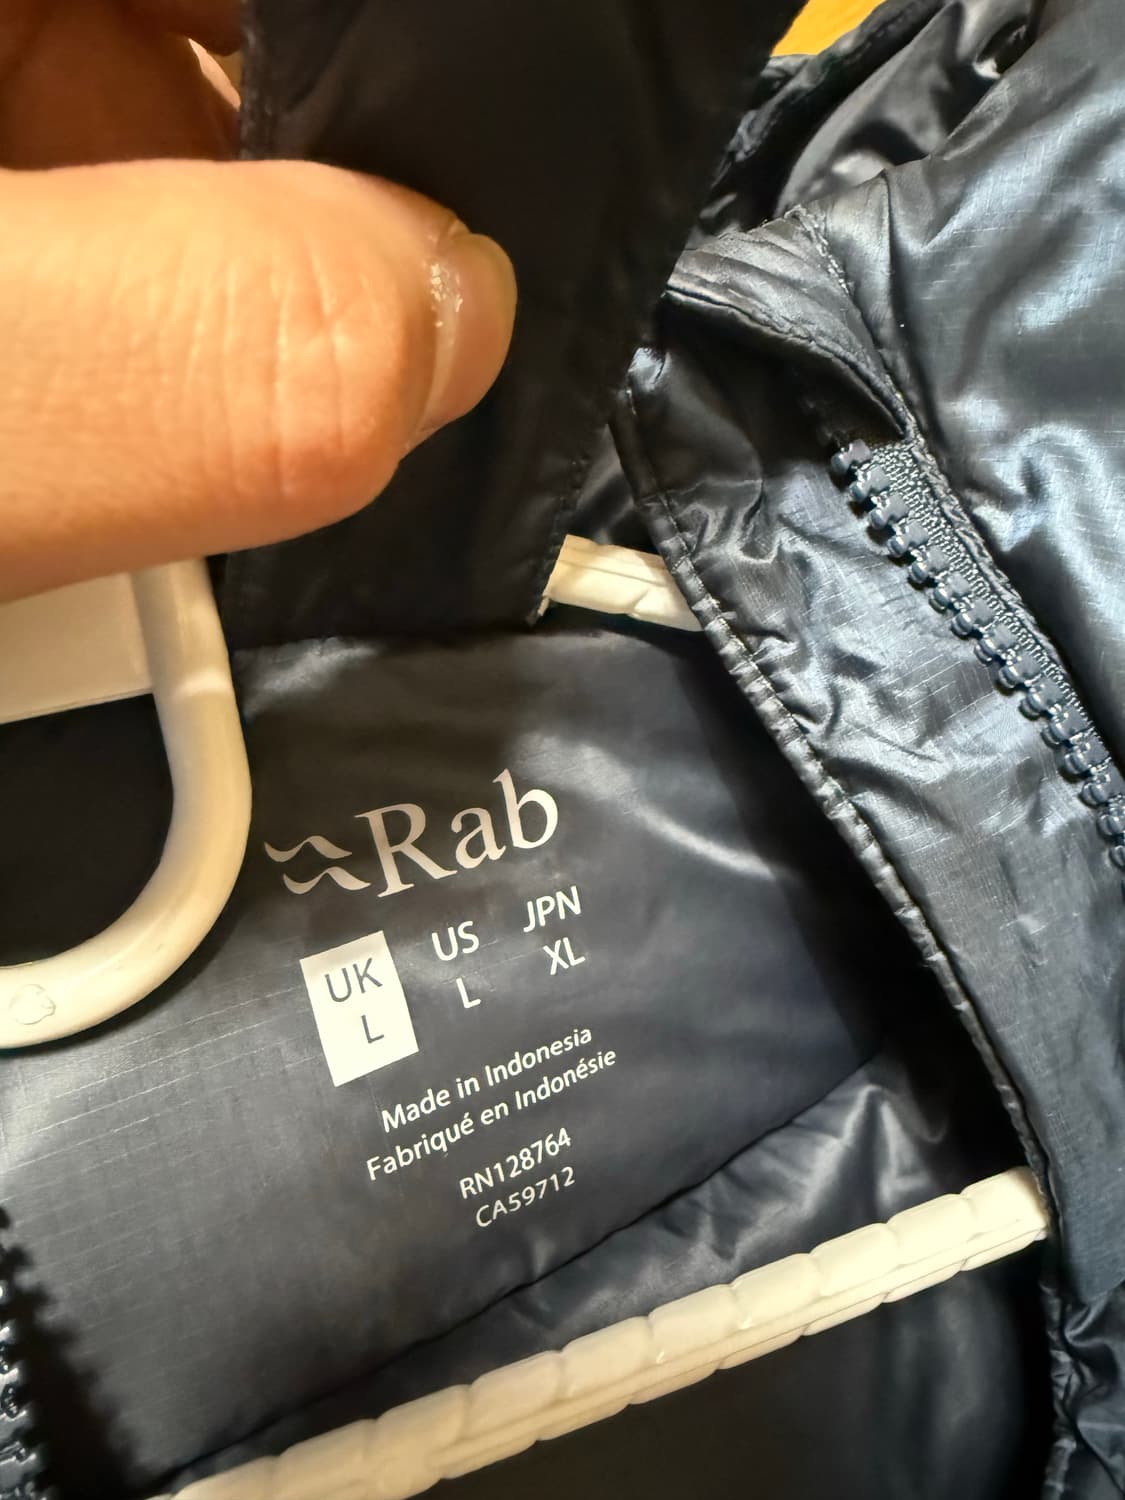 Rab
UK US JPN
L L XL
Made in Indonesia
Fabriqué en Indonésie
RN128764
CA59712